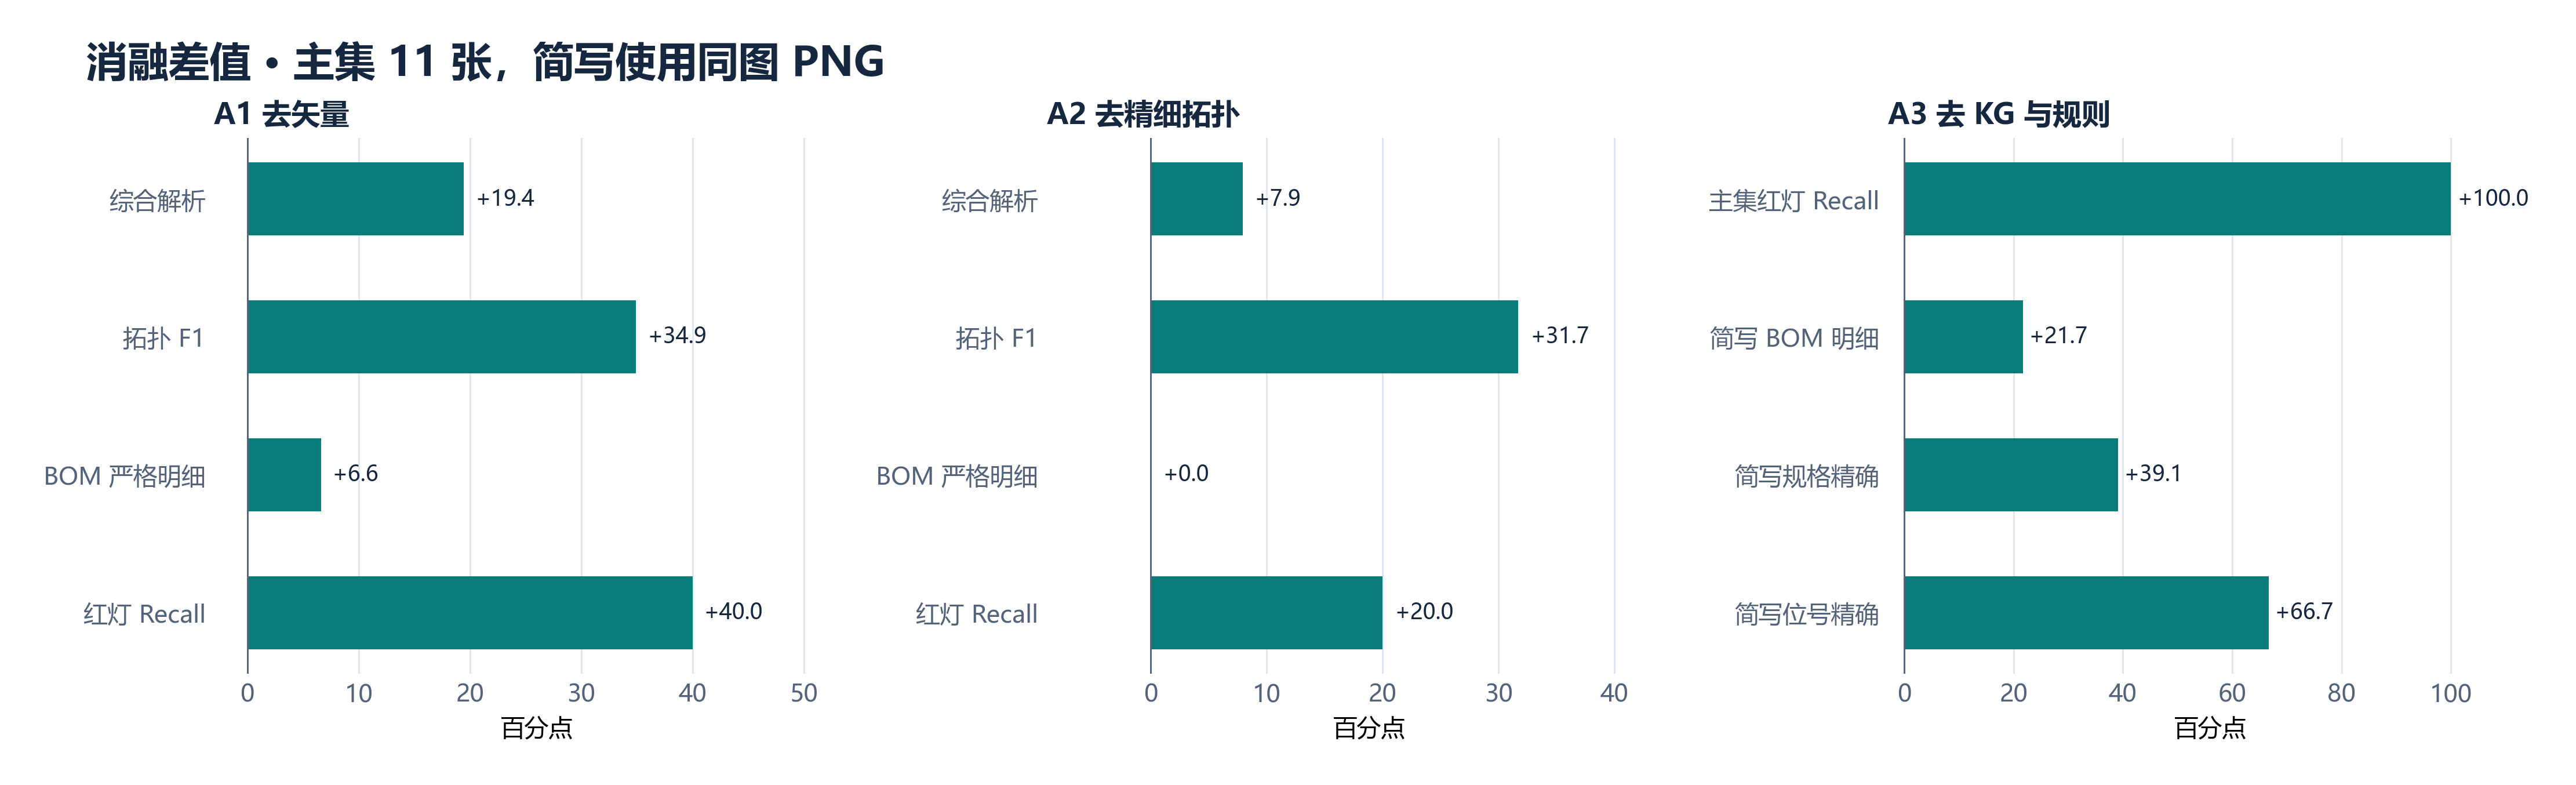 消融差值 • 主集 11 张，简写使用同图 PNG
A1 去矢量
综合解析
+19.4
拓扑 F1
+34.9
BOM 严格明细
+6.6
红灯 Recall
+40.0
0 10 20 30 40 50
百分点
A2 去精细拓扑
综合解析
+7.9
拓扑 F1
+31.7
BOM 严格明细
+0.0
红灯 Recall
+20.0
0 10 20 30 40
百分点
A3 去 KG 与规则
主集红灯 Recall
+100.0
简写 BOM 明细
+21.7
简写规格精确
+39.1
简写位号精确
+66.7
0 20 40 60 80 100
百分点